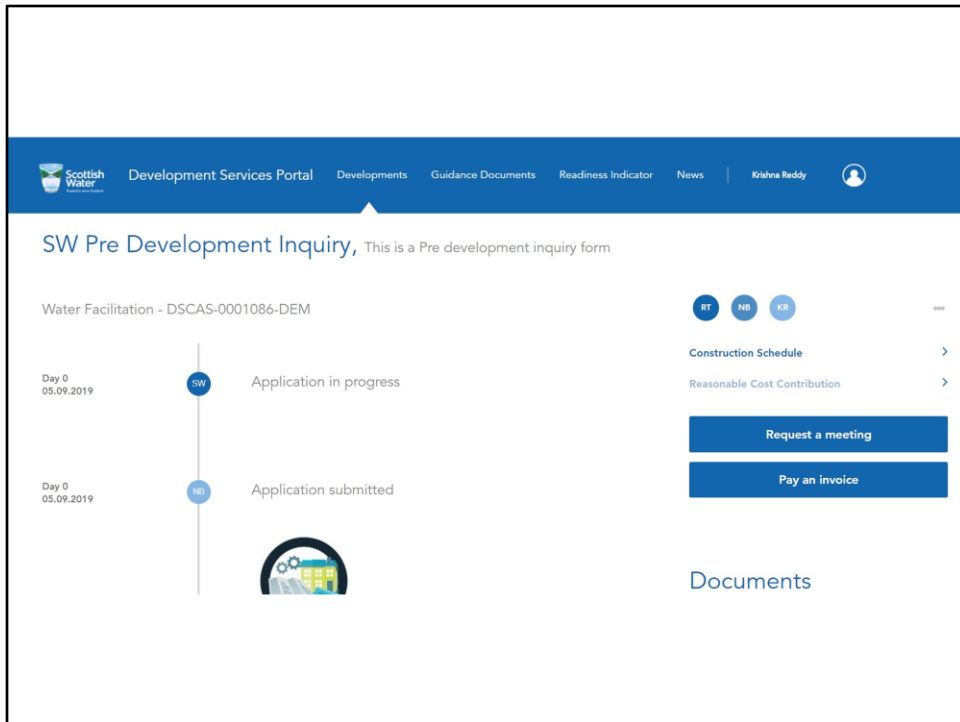 Scottish
Water
Development Services Portal
Developments
Guidance Documents
Readiness Indicator
News
Krishna Reddy
SW Pre Development Inquiry, This is a Pre development inquiry form
Water Facilitation - DSCAS-0001086-DEM
RT
NB
KR
Construction Schedule
Reasonable Cost Contribution
Request a meeting
Pay an invoice
Day 0
05.09.2019
SW
Application in progress
Day 0
05.09.2019
NB
Application submitted
Documents